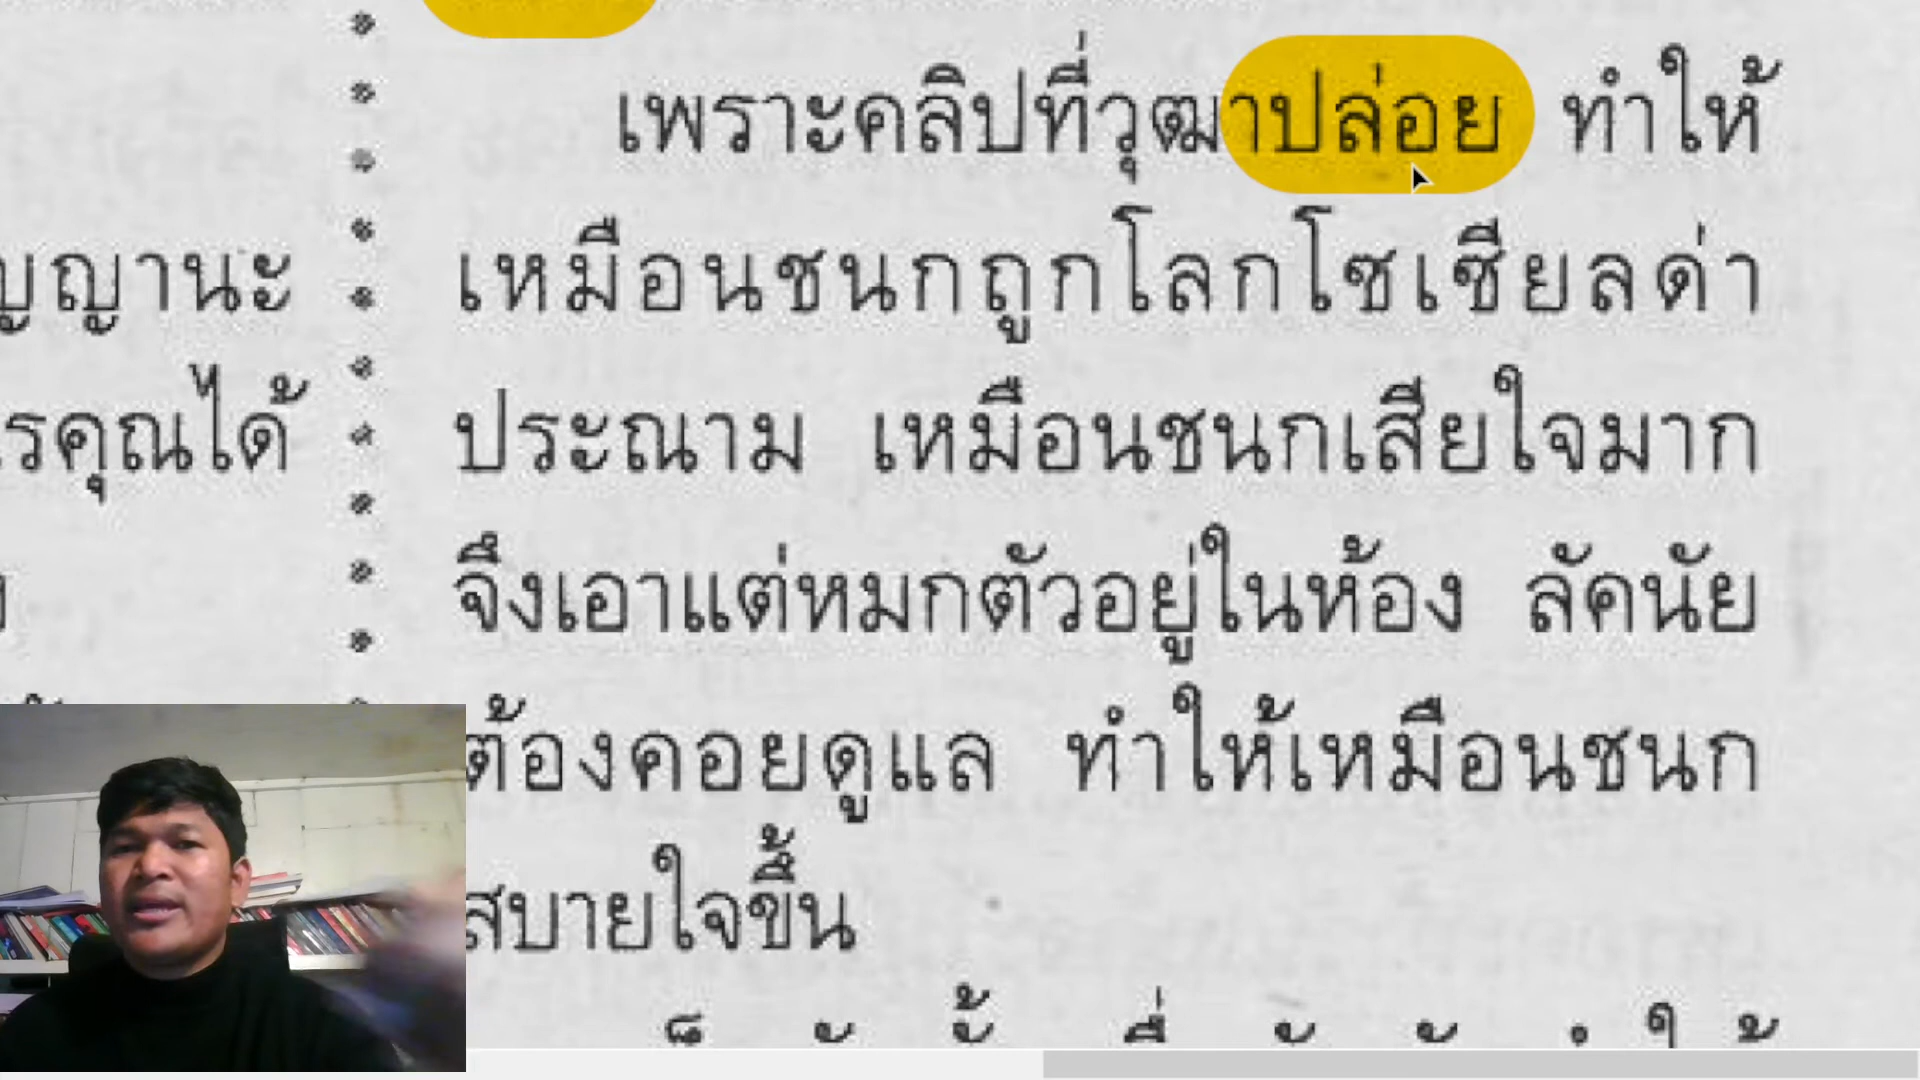 ญญานะ
รคุณได้
เพราะคลิปที่วุฒาปล่อย ทำให้
เหมือนชนกถูกโลกโซเชียลด่า
ประณาม เหมือนชนกเสียใจมาก
จึงเอาแต่หมกตัวอยู่ในห้อง ลัคนัย
ต้องคอยดูแล ทำให้เหมือนชนก
สบายใจขึ้น